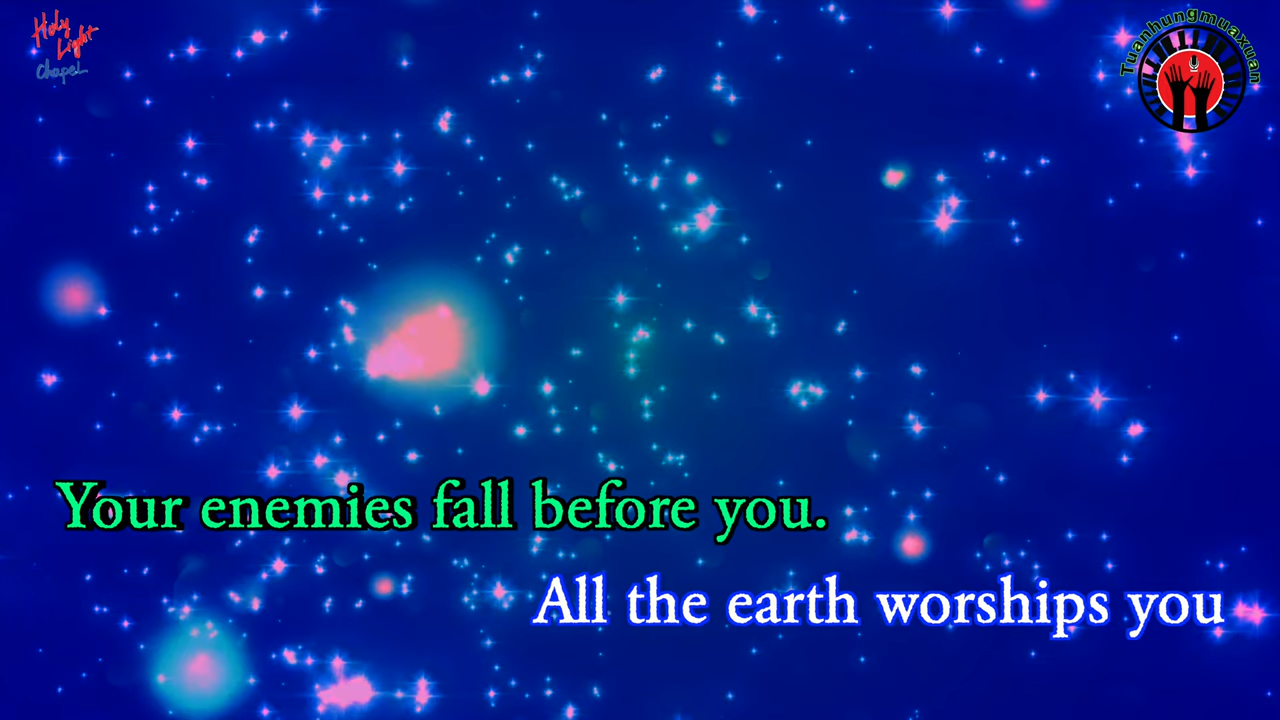 Holy
Light
Chapel
Tuanhungmuaxuan
Your enemies fall before you.
All the earth worships you